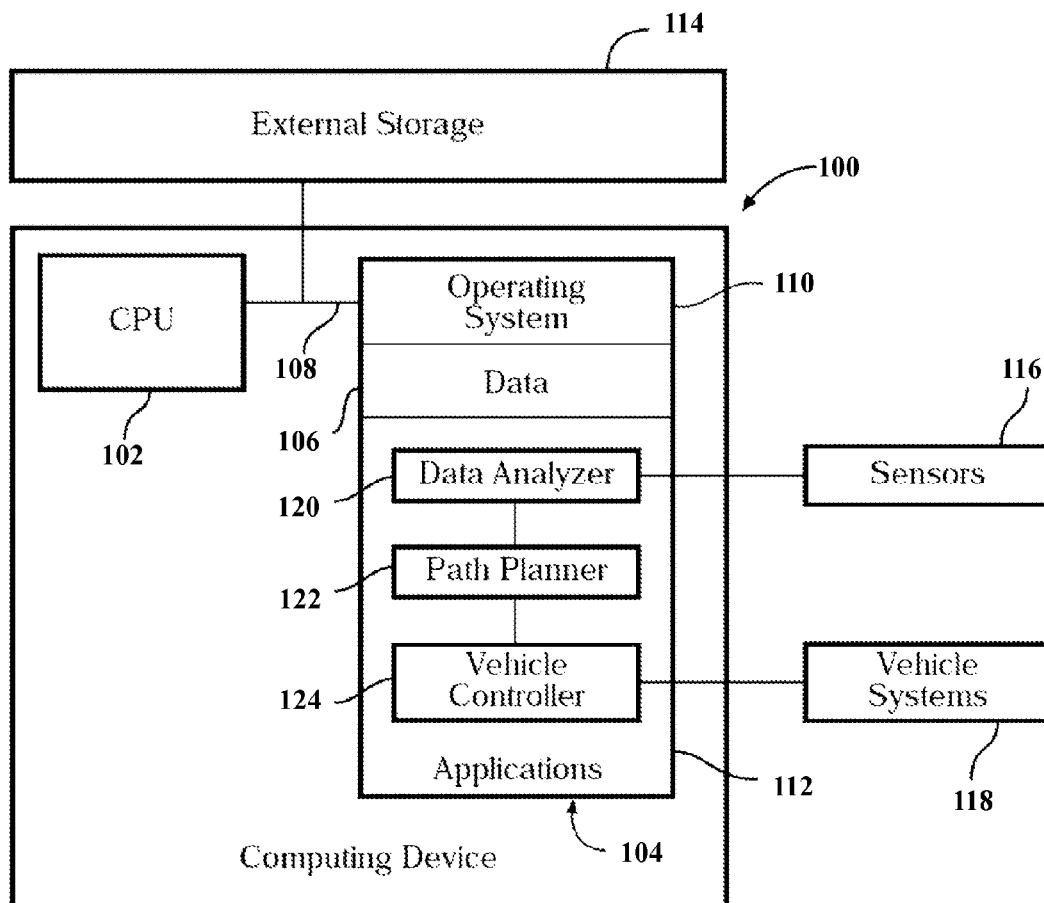 114
External Storage
100
CPU
Operating
System
110
108
Data
116
106
102
Data Analyzer
Sensors
120
Path Planner
122
Vehicle
Controller
Vehicle
Systems
124
Applications
112
118
104
Computing Device